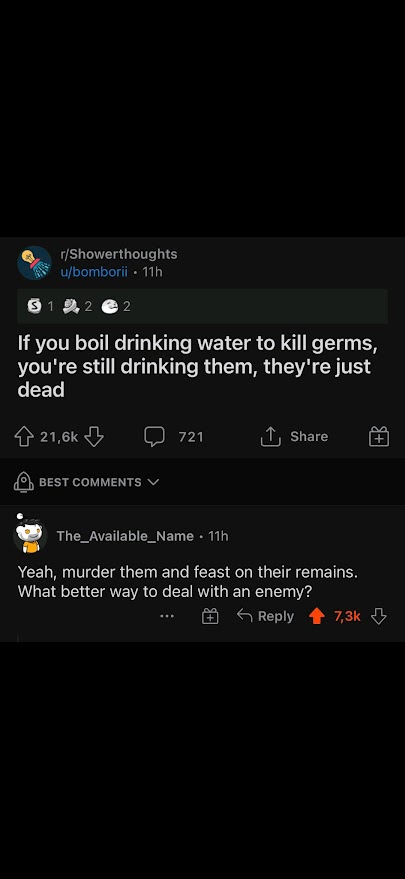 r/Showerthoughts
u/bomborii • 11h
S 1 2 2
If you boil drinking water to kill germs,
you're still drinking them, they're just
dead
21,6k 721 Share
BEST COMMENTS
The_Available_Name • 11h
Yeah, murder them and feast on their remains.
What better way to deal with an enemy?
... Reply 7,3k